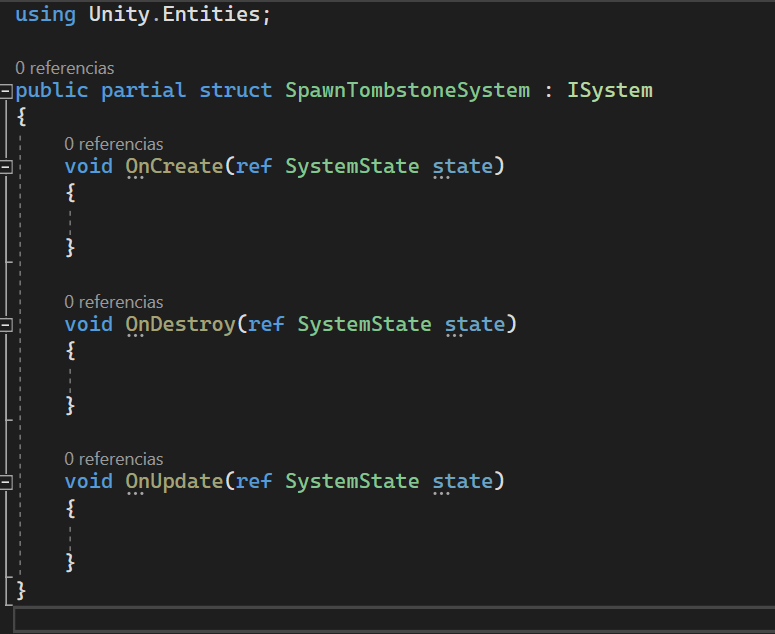 using Unity.Entities;
0 referencias
public partial struct SpawnTombstoneSystem : ISystem
{
0 referencias
void OnCreate(ref SystemState state)
{
}
0 referencias
void OnDestroy(ref SystemState state)
{
}
0 referencias
void OnUpdate(ref SystemState state)
{
}
}